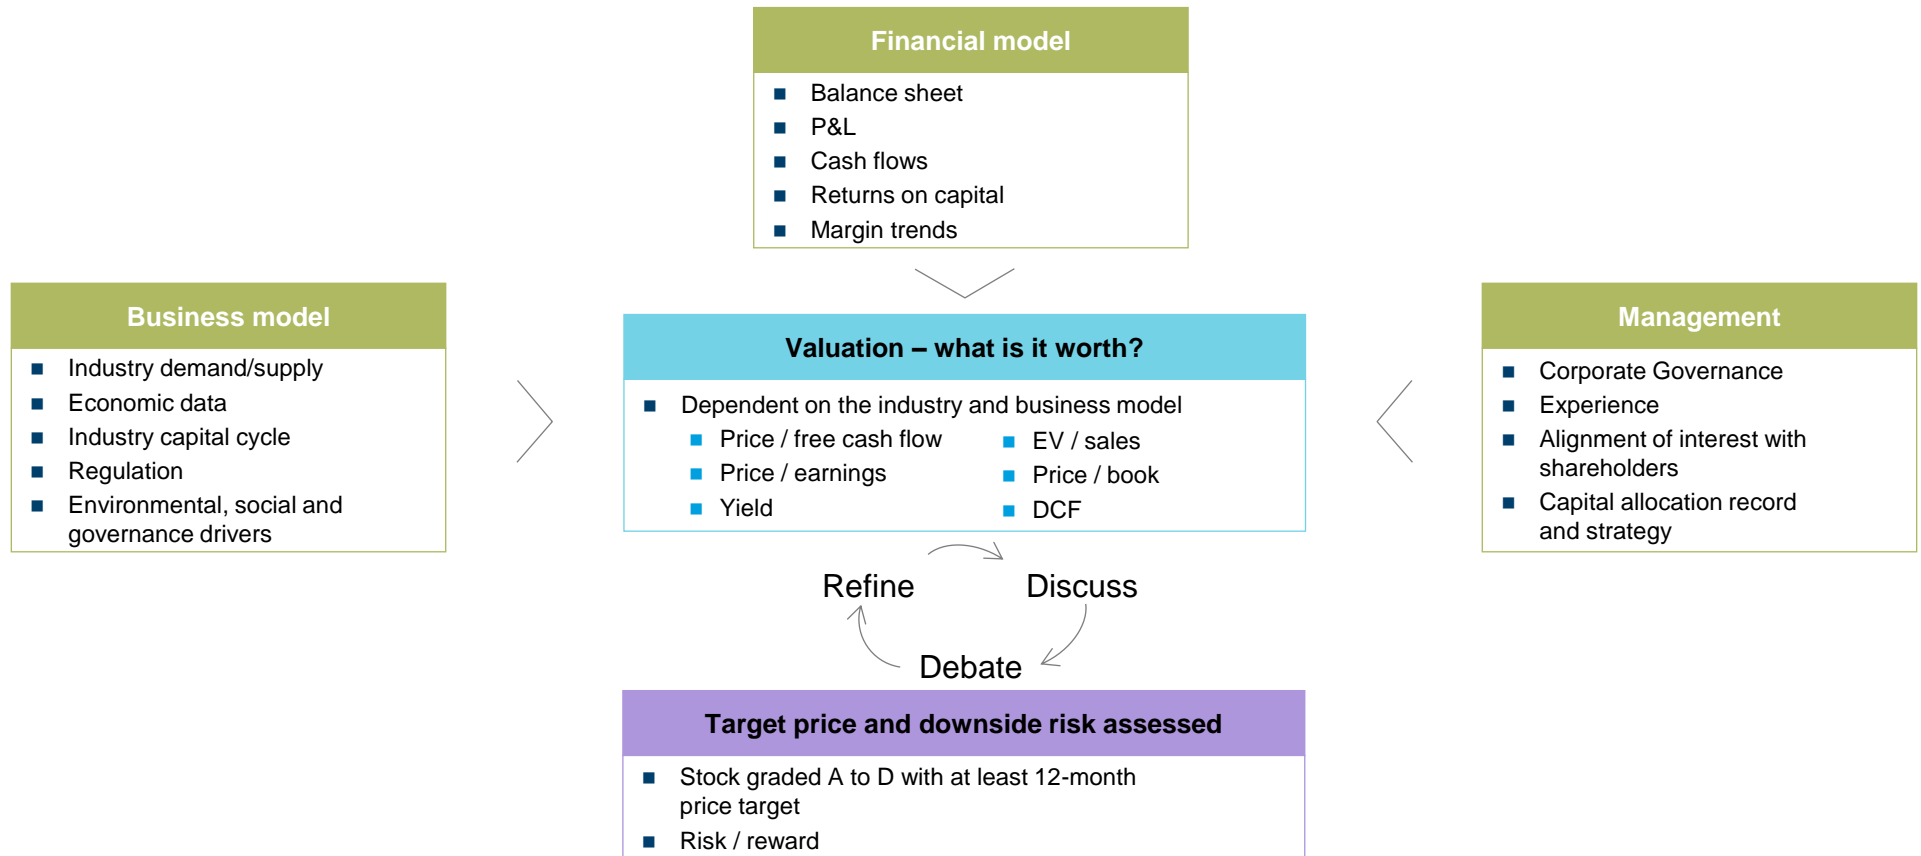 Financial model
Balance sheet
P&L
Cash flows
Returns on capital
Margin trends
Business model
Industry demand/supply
Economic data
Industry capital cycle
Regulation
Environmental, social and
governance drivers
Valuation – what is it worth?
Dependent on the industry and business model
Price / free cash flow
Price / earnings
Yield
EV / sales
Price / book
DCF
Management
Corporate Governance
Experience
Alignment of interest with
shareholders
Capital allocation record
and strategy
Refine
Discuss
Debate
Target price and downside risk assessed
Stock graded A to D with at least 12-month
price target
Risk / reward